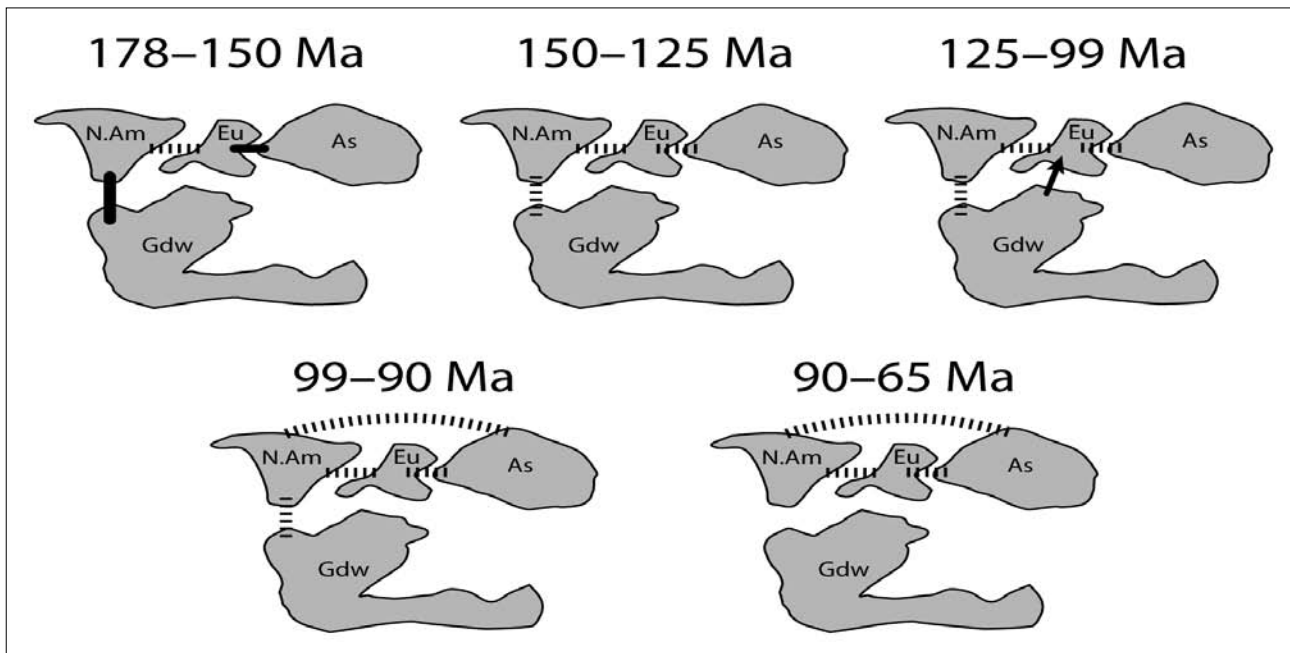 178–150 Ma
150–125 Ma
125–99 Ma
N.Am
Eu
As
Gdw
N.Am
Eu
As
Gdw
N.Am
Eu
As
Gdw
99–90 Ma
90–65 Ma
N.Am
Eu
As
Gdw
N.Am
Eu
As
Gdw